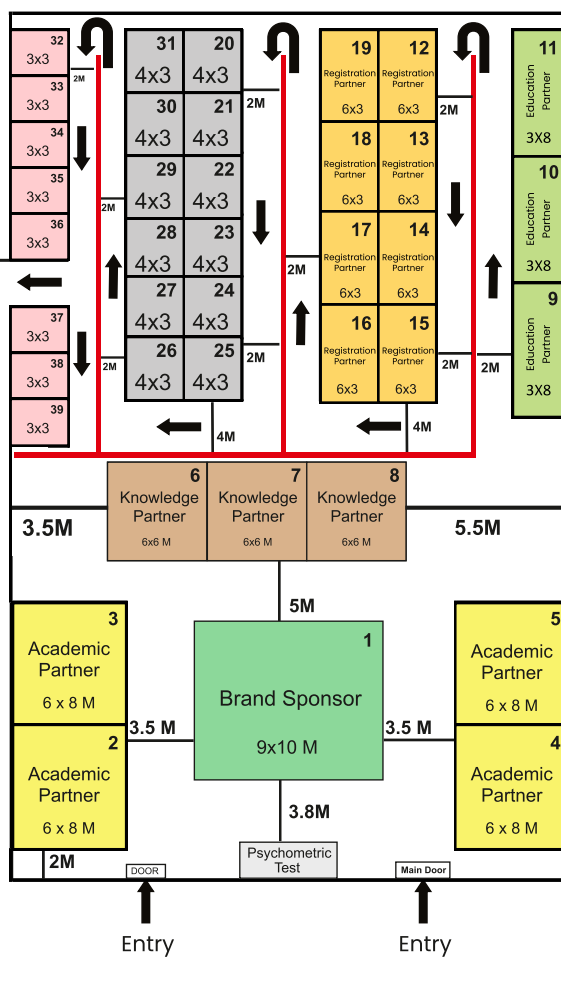 32
3x3
33
3x3
34
3x3
35
3x3
36
3x3
37
3x3
38
3x3
39
3x3
2M
2M
2M
31
4x3
20
4x3
30
4x3
21
4x3
29
4x3
22
4x3
28
4x3
23
4x3
27
4x3
24
4x3
26
4x3
25
4x3
2M
2M
2M
4M
19
Registration
Partner
6x3
12
Registration
Partner
6x3
18
Registration
Partner
6x3
13
Registration
Partner
6x3
17
Registration
Partner
6x3
14
Registration
Partner
6x3
16
Registration
Partner
6x3
15
Registration
Partner
6x3
2M
2M
2M
4M
11
Education
Partner
3X8
10
Education
Partner
3X8
9
Education
Partner
3X8
6
Knowledge
Partner
6x6 M
7
Knowledge
Partner
6x6 M
8
Knowledge
Partner
6x6 M
3.5M
5.5M
5M
3
Academic
Partner
6 x 8 M
2
Academic
Partner
6 x 8 M
1
Brand Sponsor
9x10 M
5
Academic
Partner
6 x 8 M
4
Academic
Partner
6 x 8 M
3.5 M
3.5 M
3.8M
2M
Psychometric
Test
DOOR
Main Door
Entry
Entry